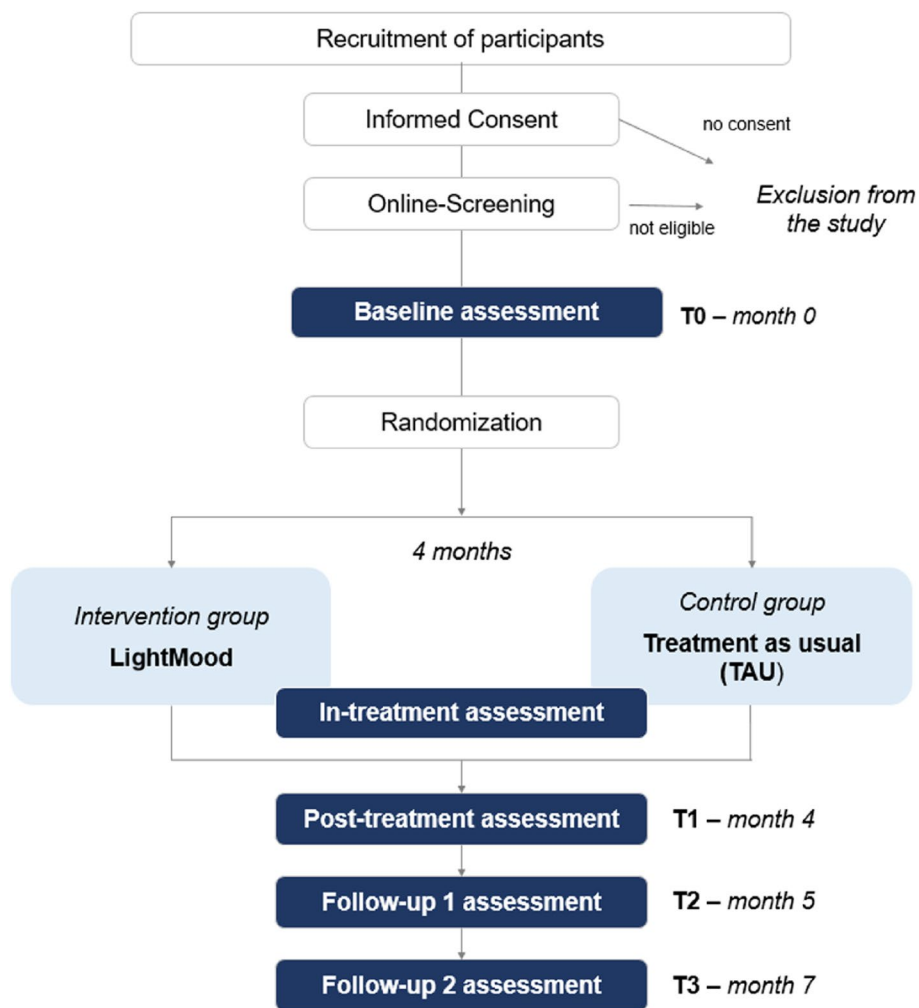 Recruitment of participants
Informed Consent
no consent
Online-Screening
not eligible
Exclusion from
the study
Baseline assessment
T0 – month 0
Randomization
4 months
Intervention group
LightMood
Control group
Treatment as usual
(TAU)
In-treatment assessment
Post-treatment assessment
T1 – month 4
Follow-up 1 assessment
T2 – month 5
Follow-up 2 assessment
T3 – month 7